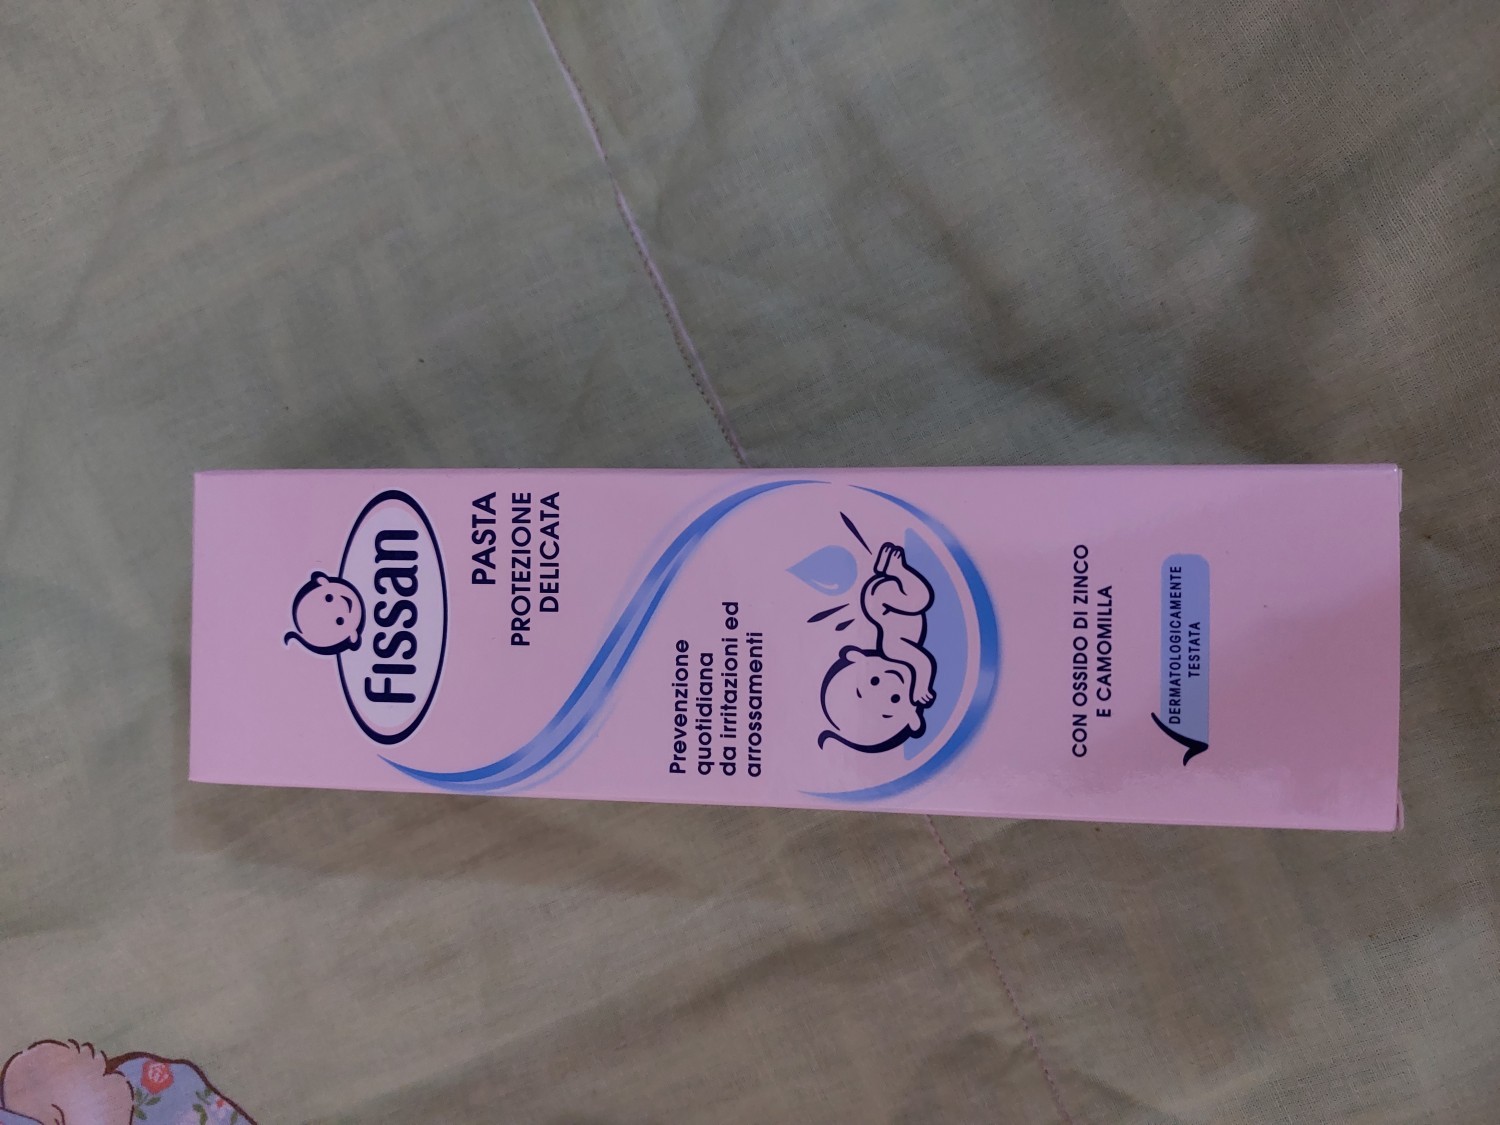 Fissan
PASTA
PROTEZIONE
DELICATA
Prevenzione
quotidiana
da irritazioni ed
arrossamenti
CON OSSIDO DI ZINCO
E CAMOMILLA
DERMATOLOGICAMENTE
TESTATA